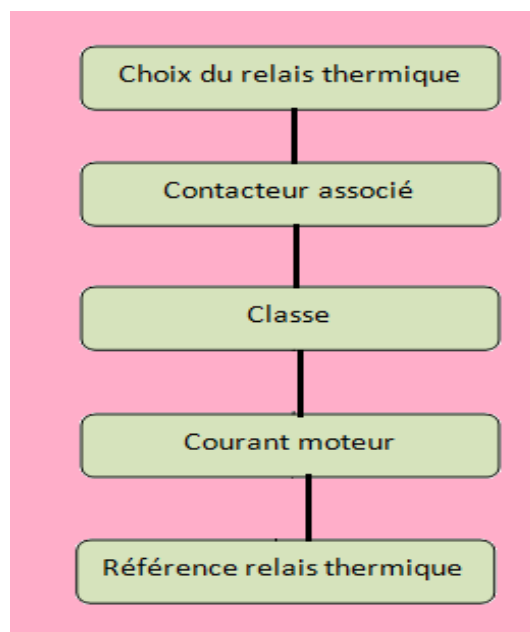 Choix du relais thermique
Contacteur associé
Classe
Courant moteur
Référence relais thermique